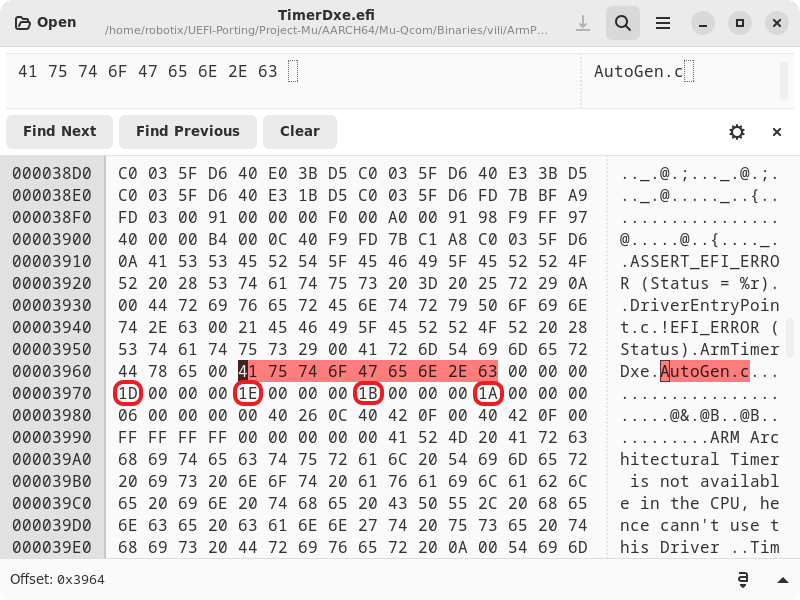 Open
TimerDxe.efi
/home/robotix/UEFI-Porting/Project-Mu/AARCH64/Mu-Qcom/Binaries/vili/ArmP…
41 75 74 6F 47 65 6E 2E 63 AutoGen.c
Find Next Find Previous Clear
000038D0 C0 03 5F D6 40 E0 3B D5 C0 03 5F D6 40 E3 3B D5 .._.@.;..._.@.;.
000038E0 C0 03 5F D6 40 E3 1B D5 C0 03 5F D6 FD 7B BF A9 .._.@....._..{..
000038F0 FD 03 00 91 00 00 00 F0 00 A0 00 91 98 F9 FF 97 ................
00003900 40 00 00 B4 00 0C 40 F9 FD 7B C1 A8 C0 03 5F D6 @.....@..{...._.
00003910 0A 41 53 53 45 52 54 5F 45 46 49 5F 45 52 52 4F .ASSERT_EFI_ERRO
00003920 52 20 28 53 74 61 74 75 73 20 3D 20 25 72 29 0A R (Status = %r).
00003930 00 44 72 69 76 65 72 45 6E 74 72 79 50 6F 69 6E .DriverEntryPoin
00003940 74 2E 63 00 21 45 46 49 5F 45 52 52 4F 52 20 28 t.c.!EFI_ERROR (
00003950 53 74 61 74 75 73 29 00 41 72 6D 54 69 6D 65 72 Status).ArmTimer
00003960 44 78 65 00 41 75 74 6F 47 65 6E 2E 63 00 00 00 Dxe.AutoGen.c...
00003970 1D 00 00 00 1E 00 00 00 1B 00 00 00 1A 00 00 00 ................
00003980 06 00 00 00 00 40 26 0C 40 42 0F 00 40 42 0F 00 .....@&.@B..@B..
00003990 FF FF FF FF 00 00 00 00 00 41 52 4D 20 41 72 63 .........ARM Arc
000039A0 68 69 74 65 63 74 75 72 61 6C 20 54 69 6D 65 72 hitectural Timer
000039B0 20 69 73 20 6E 6F 74 20 61 76 61 69 6C 61 62 6C is not availabl
000039C0 65 20 69 6E 20 74 68 65 20 43 50 55 2C 20 68 65 e in the CPU, he
000039D0 6E 63 65 20 63 61 6E 6E 27 74 20 75 73 65 20 74 nce cann't use t
000039E0 68 69 73 20 44 72 69 76 65 72 20 0A 00 54 69 6D his Driver ..Tim
Offset: 0x3964 a